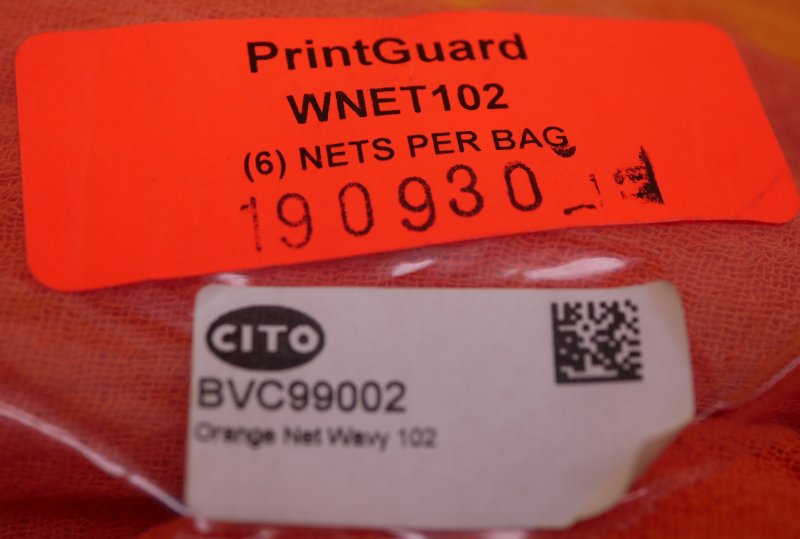 PrintGuard
WNET102
(6) NETS PER BAG
190930
CITO
BVC99002
Orange Net Wavy 102